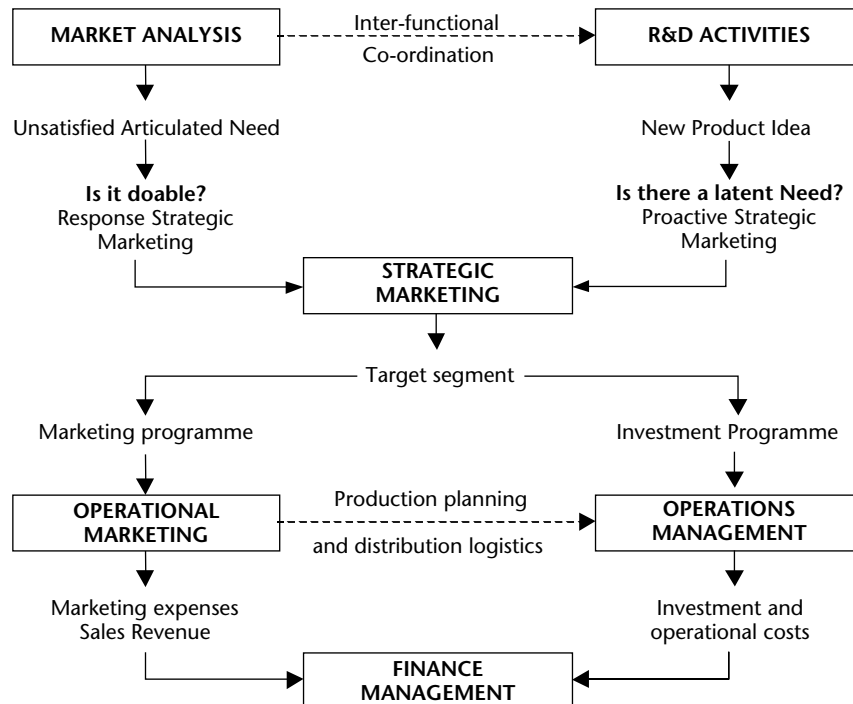 MARKET ANALYSIS
Inter-functional
Co-ordination
R&D ACTIVITIES
Unsatisfied Articulated Need
New Product Idea
Is it doable?
Response Strategic
Marketing
Is there a latent Need?
Proactive Strategic
Marketing
STRATEGIC
MARKETING
Target segment
Marketing programme
Investment Programme
OPERATIONAL
MARKETING
Production planning
and distribution logistics
OPERATIONS
MANAGEMENT
Marketing expenses
Sales Revenue
Investment and
operational costs
FINANCE
MANAGEMENT